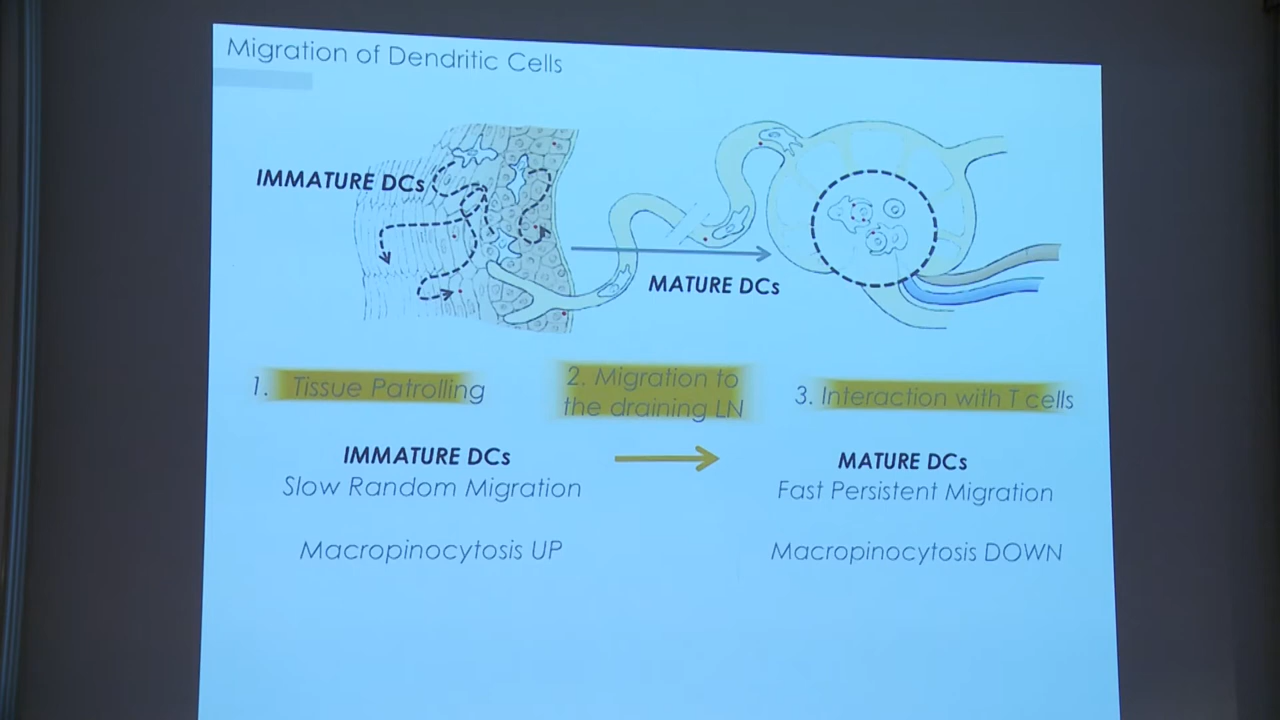 Migration of Dendritic Cells
IMMATURE DCs
MATURE DCs
1. Tissue Patrolling
2. Migration to
the draining LN
3. Interaction with T cells
IMMATURE DCs
Slow Random Migration
Macropinocytosis UP
MATURE DCs
Fast Persistent Migration
Macropinocytosis DOWN